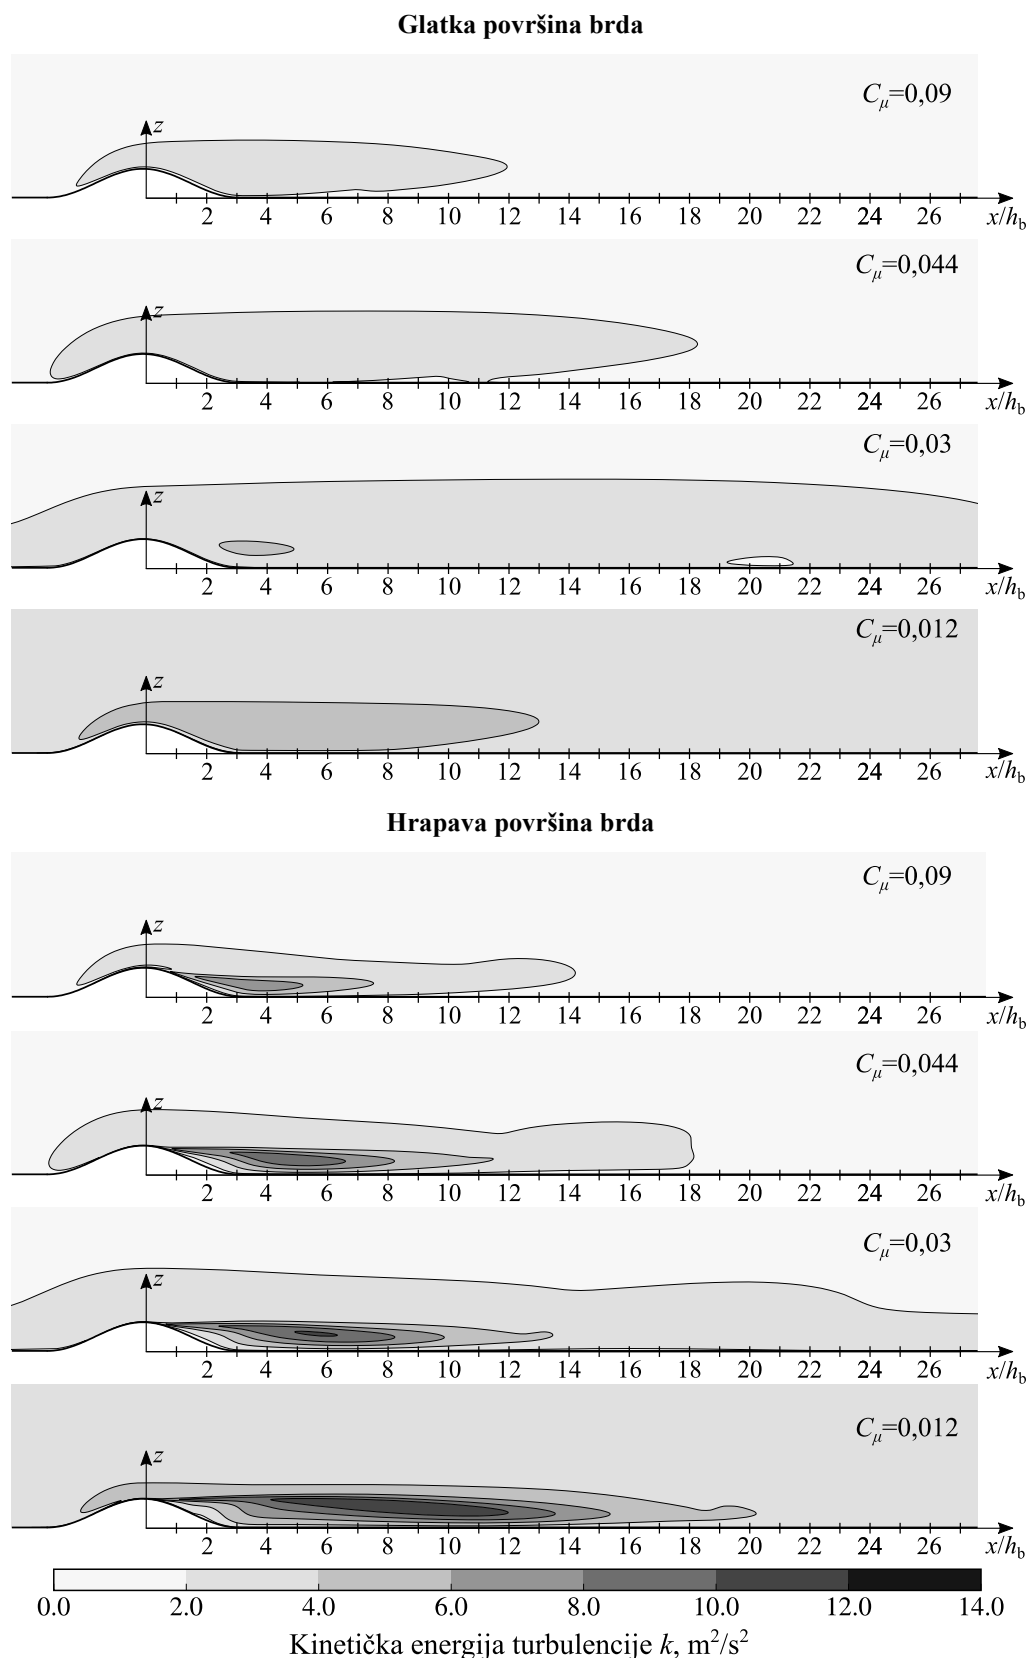 Glatka površina brda
C_μ=0,09
z
2 4 6 8 10 12 14 16 18 20 22 24 26 x/h_b
C_μ=0,044
z
2 4 6 8 10 12 14 16 18 20 22 24 26 x/h_b
C_μ=0,03
z
2 4 6 8 10 12 14 16 18 20 22 24 26 x/h_b
C_μ=0,012
z
2 4 6 8 10 12 14 16 18 20 22 24 26 x/h_b
Hrapava površina brda
C_μ=0,09
z
2 4 6 8 10 12 14 16 18 20 22 24 26 x/h_b
C_μ=0,044
z
2 4 6 8 10 12 14 16 18 20 22 24 26 x/h_b
C_μ=0,03
z
2 4 6 8 10 12 14 16 18 20 22 24 26 x/h_b
C_μ=0,012
z
2 4 6 8 10 12 14 16 18 20 22 24 26 x/h_b
0.0 2.0 4.0 6.0 8.0 10.0 12.0 14.0
Kinetička energija turbulencije k, m²/s²